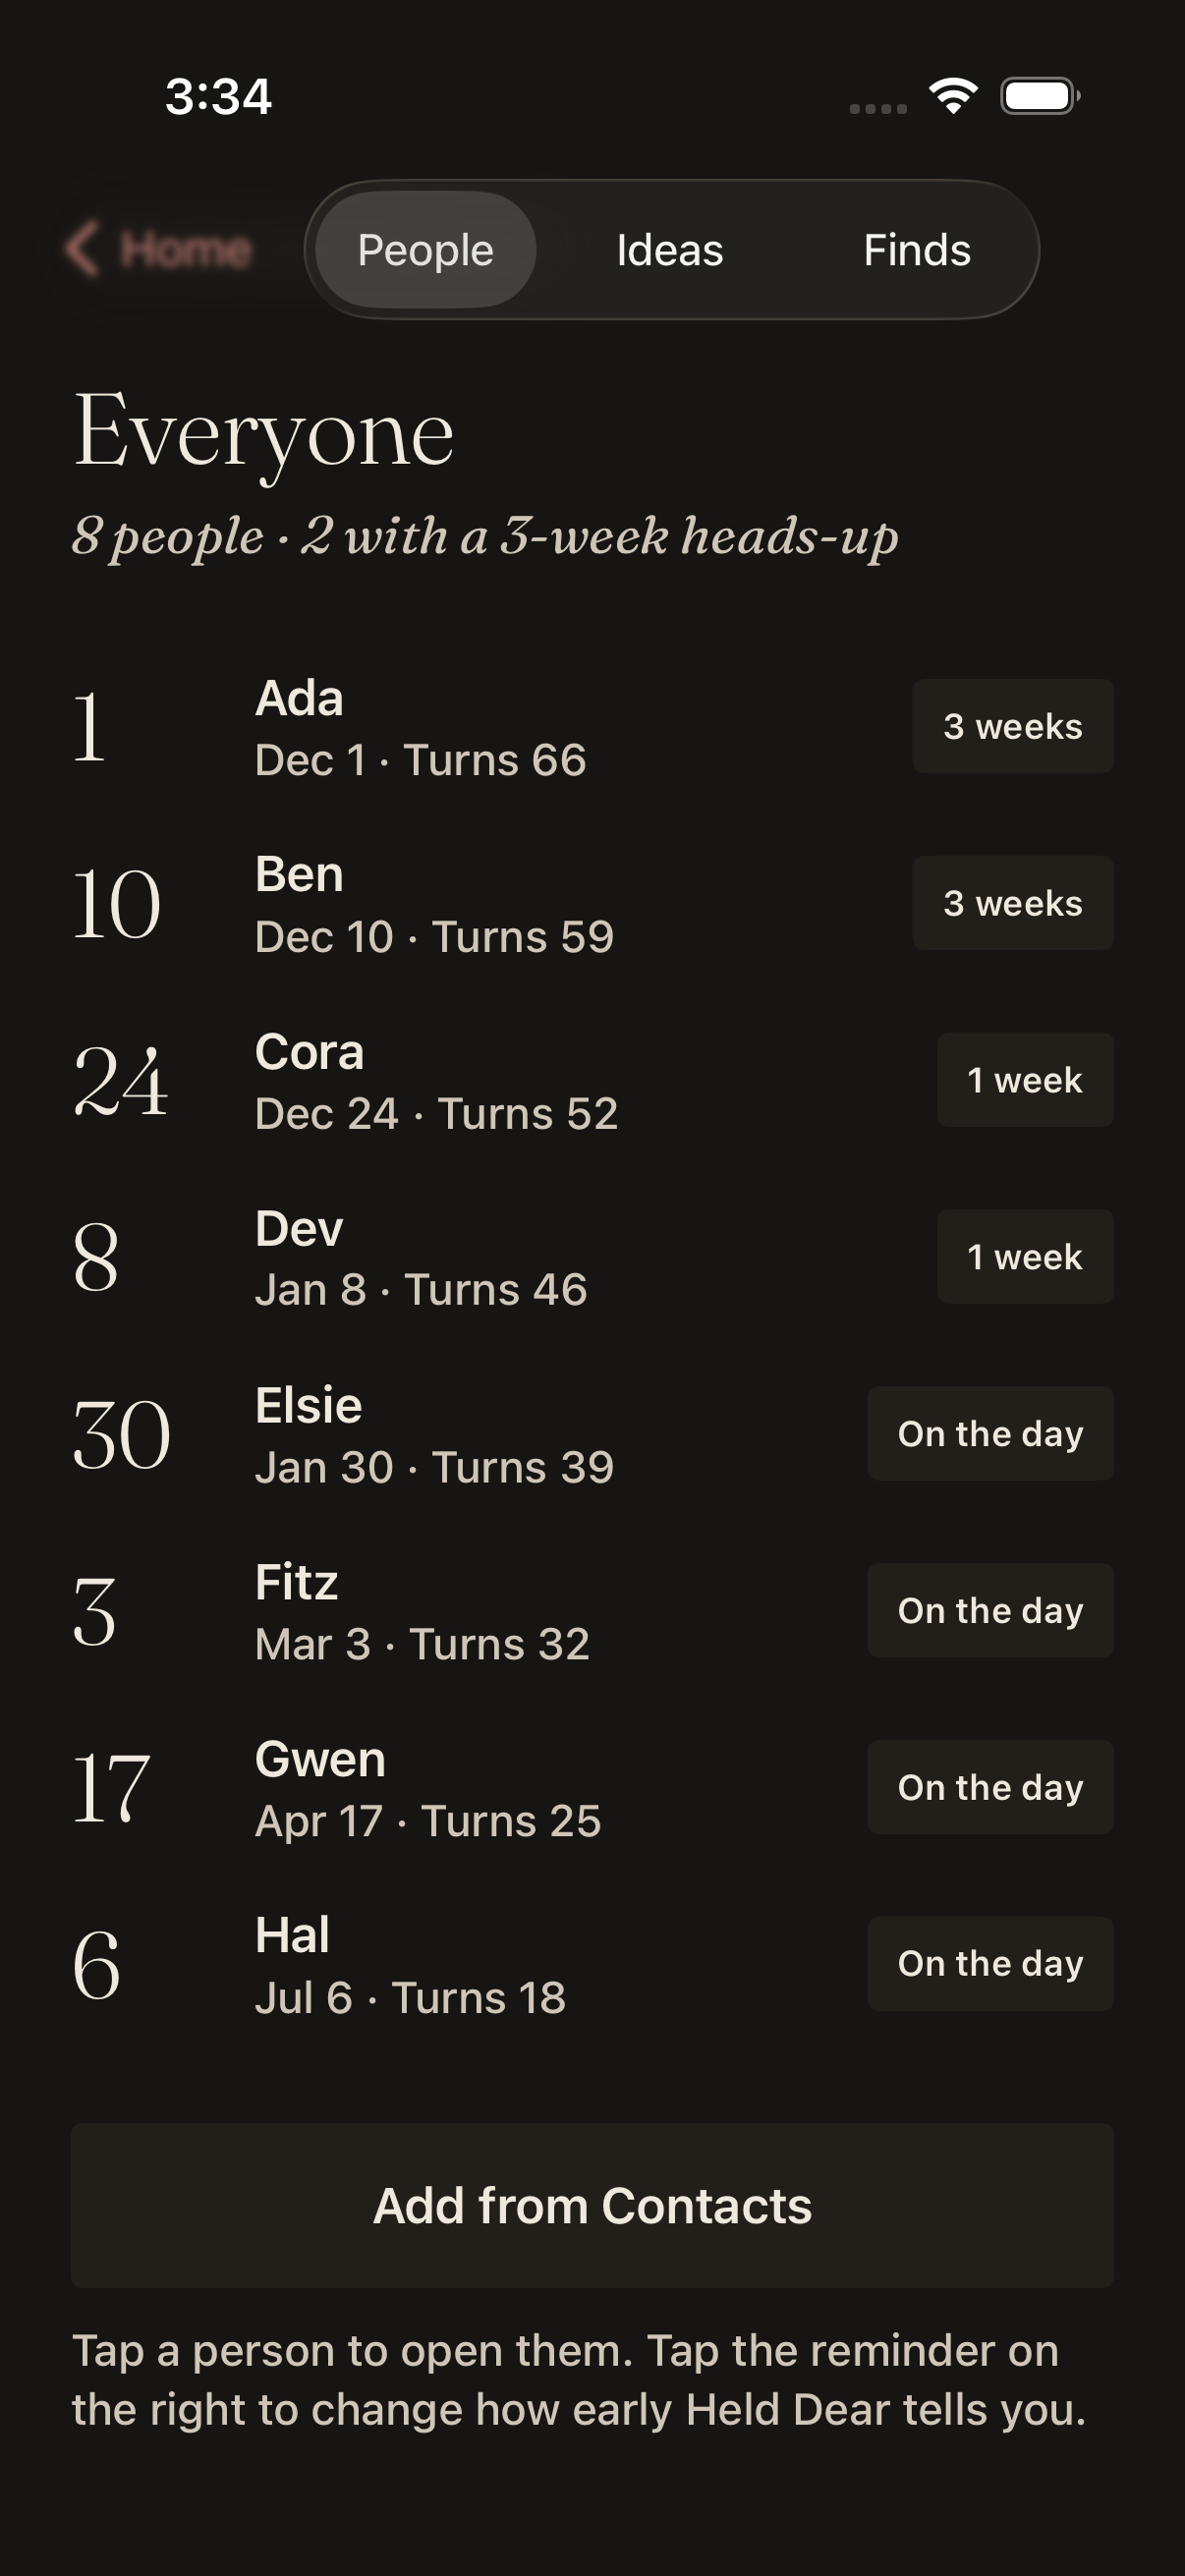 3:34
Home
People Ideas Finds
Everyone
8 people · 2 with a 3-week heads-up
1
Ada
Dec 1 · Turns 66
3 weeks
10
Ben
Dec 10 · Turns 59
3 weeks
24
Cora
Dec 24 · Turns 52
1 week
8
Dev
Jan 8 · Turns 46
1 week
30
Elsie
Jan 30 · Turns 39
On the day
3
Fitz
Mar 3 · Turns 32
On the day
17
Gwen
Apr 17 · Turns 25
On the day
6
Hal
Jul 6 · Turns 18
On the day
Add from Contacts
Tap a person to open them. Tap the reminder on
the right to change how early Held Dear tells you.